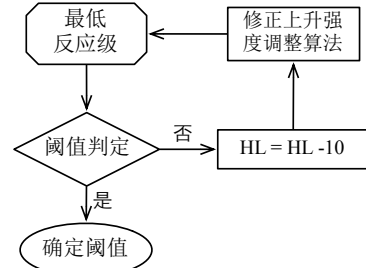 最低
反应级
修正上升强
度调整算法
阈值判定
否
HL = HL -10
是
确定阈值